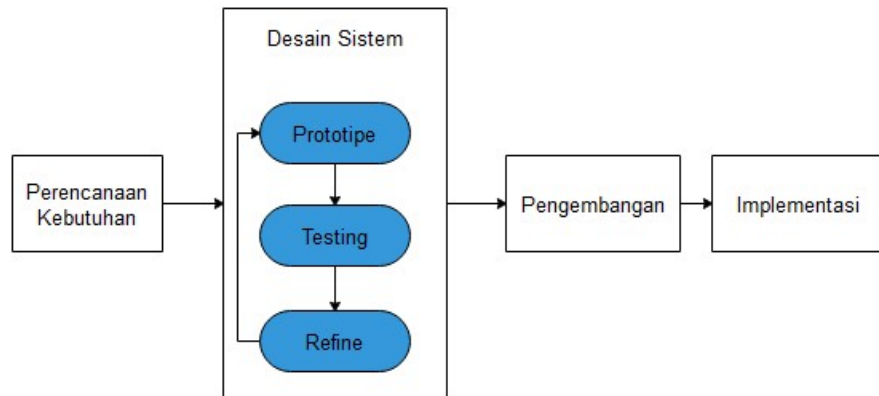 Perencanaan
Kebutuhan
Desain Sistem
Prototipe
Testing
Refine
Pengembangan
Implementasi